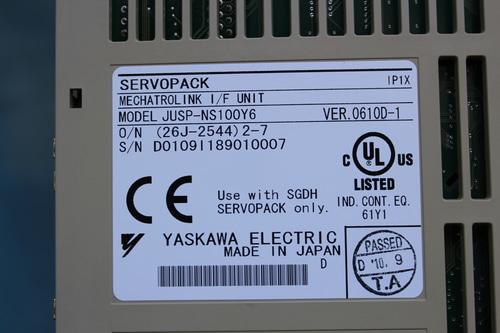 SERVOPACK
IP1X
MECHATROLINK I/F UNIT
MODEL JUSP-NS100Y6 VER.0610D-1
O/N (26J-2544)2-7
S/N D0109I189010007
C UL US
LISTED
IND. CONT. EQ.
61Y1
CE
Use with SGDH
SERVOPACK only.
YASKAWA ELECTRIC
MADE IN JAPAN
D
PASSED
D '10. 9
T.A